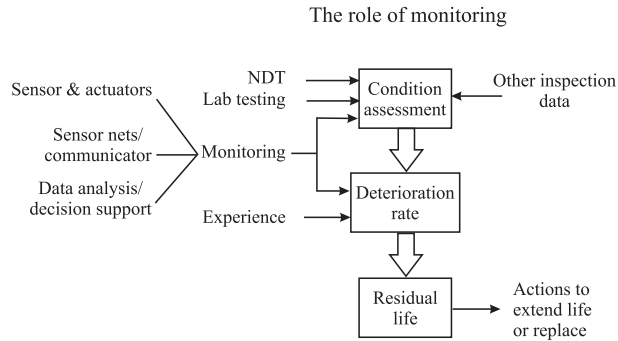 The role of monitoring
NDT
Lab testing
Sensor & actuators
Sensor nets/
communicator
Data analysis/
decision support
Monitoring
Experience
Condition
assessment
Other inspection
data
Deterioration
rate
Residual
life
Actions to
extend life
or replace